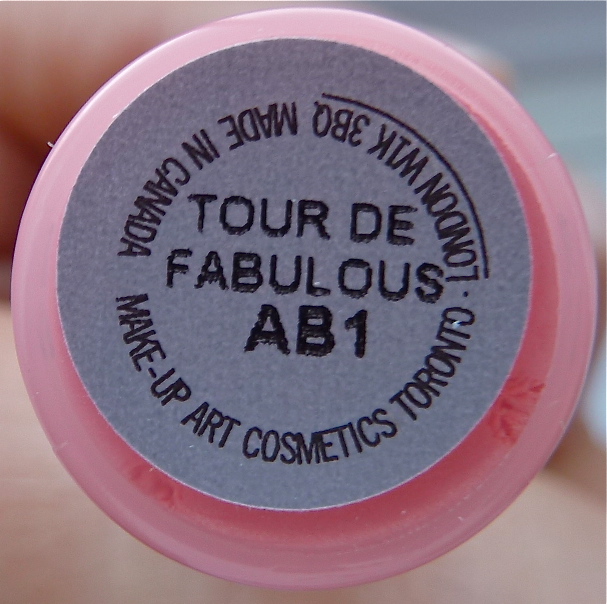 TOUR DE
FABULOUS
AB1
MAKE-UP ART COSMETICS TORONTO · LONDON W1K 3BQ MADE IN CANADA